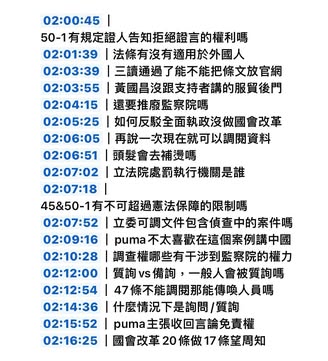 02:00:45 |
50-1有規定證人告知拒絕證言的權利嗎
02:01:39 | 法條有沒有適用於外國人
02:03:39 | 三讀通過了能不能把條文放官網
02:03:55 | 黃國昌沒跟支持者講的服貿後門
02:04:15 | 還要推廢監察院嗎
02:05:25 | 如何反駁全面執政沒做國會改革
02:06:05 | 再說一次現在就可以調閱資料
02:06:51 | 頭髮會去補燙嗎
02:07:02 | 立法院處罰執行機關是誰
02:07:18 |
45&50-1有不可超過憲法保障的限制嗎
02:07:52 | 立委可調文件包含偵查中的案件嗎
02:09:16 | puma不太喜歡在這個案例講中國
02:10:28 | 調查權哪些有干涉到監察院的權力
02:12:00 | 質詢vs備詢，一般人會被質詢嗎
02:12:54 | 47條不能調閱那能傳喚人員嗎
02:14:36 | 什麼情況下是詢問/質詢
02:15:52 | puma主張收回言論免責權
02:16:25 | 國會改革20條做17條望周知